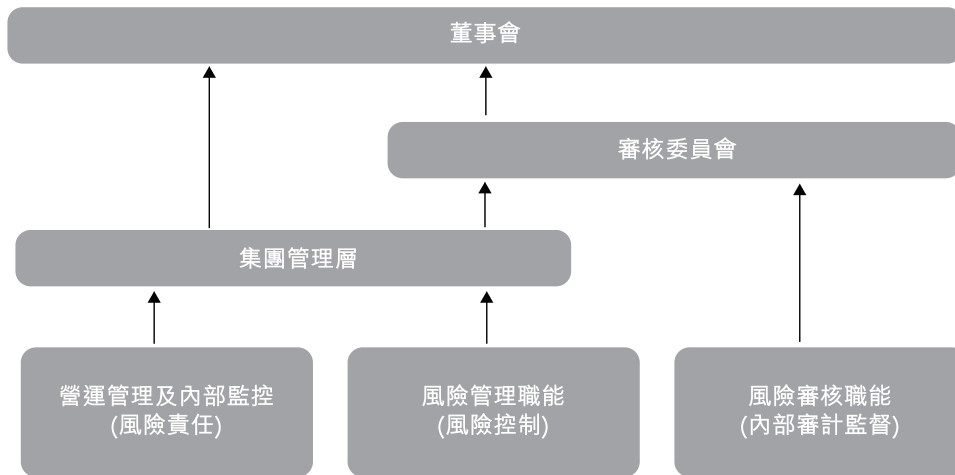 董事會
審核委員會
集團管理層
營運管理及內部監控
(風險責任)
風險管理職能
(風險控制)
風險審核職能
(內部審計監督)